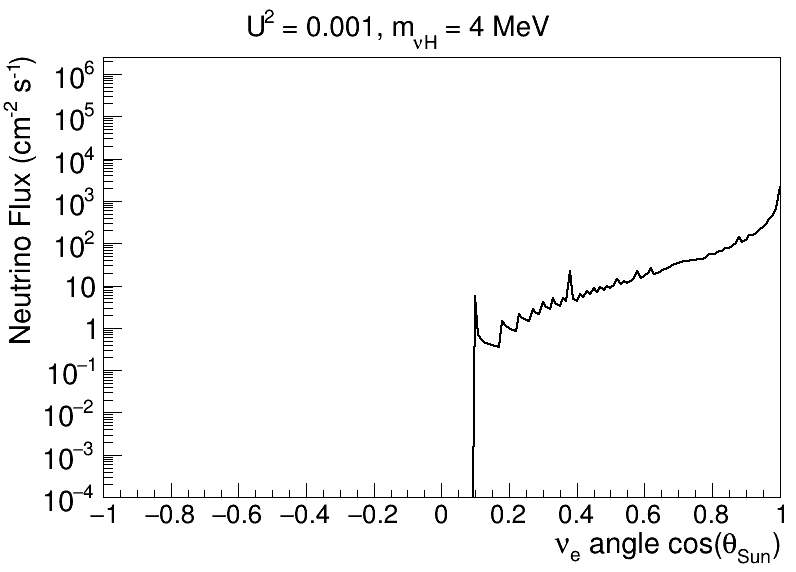 U² = 0.001, m_νH = 4 MeV
Neutrino Flux (cm⁻² s⁻¹)
10⁶
10⁵
10⁴
10³
10²
10
1
10⁻¹
10⁻²
10⁻³
10⁻⁴
−1 −0.8 −0.6 −0.4 −0.2 0 0.2 0.4 0.6 0.8 1
ν_e angle cos(θ_Sun)